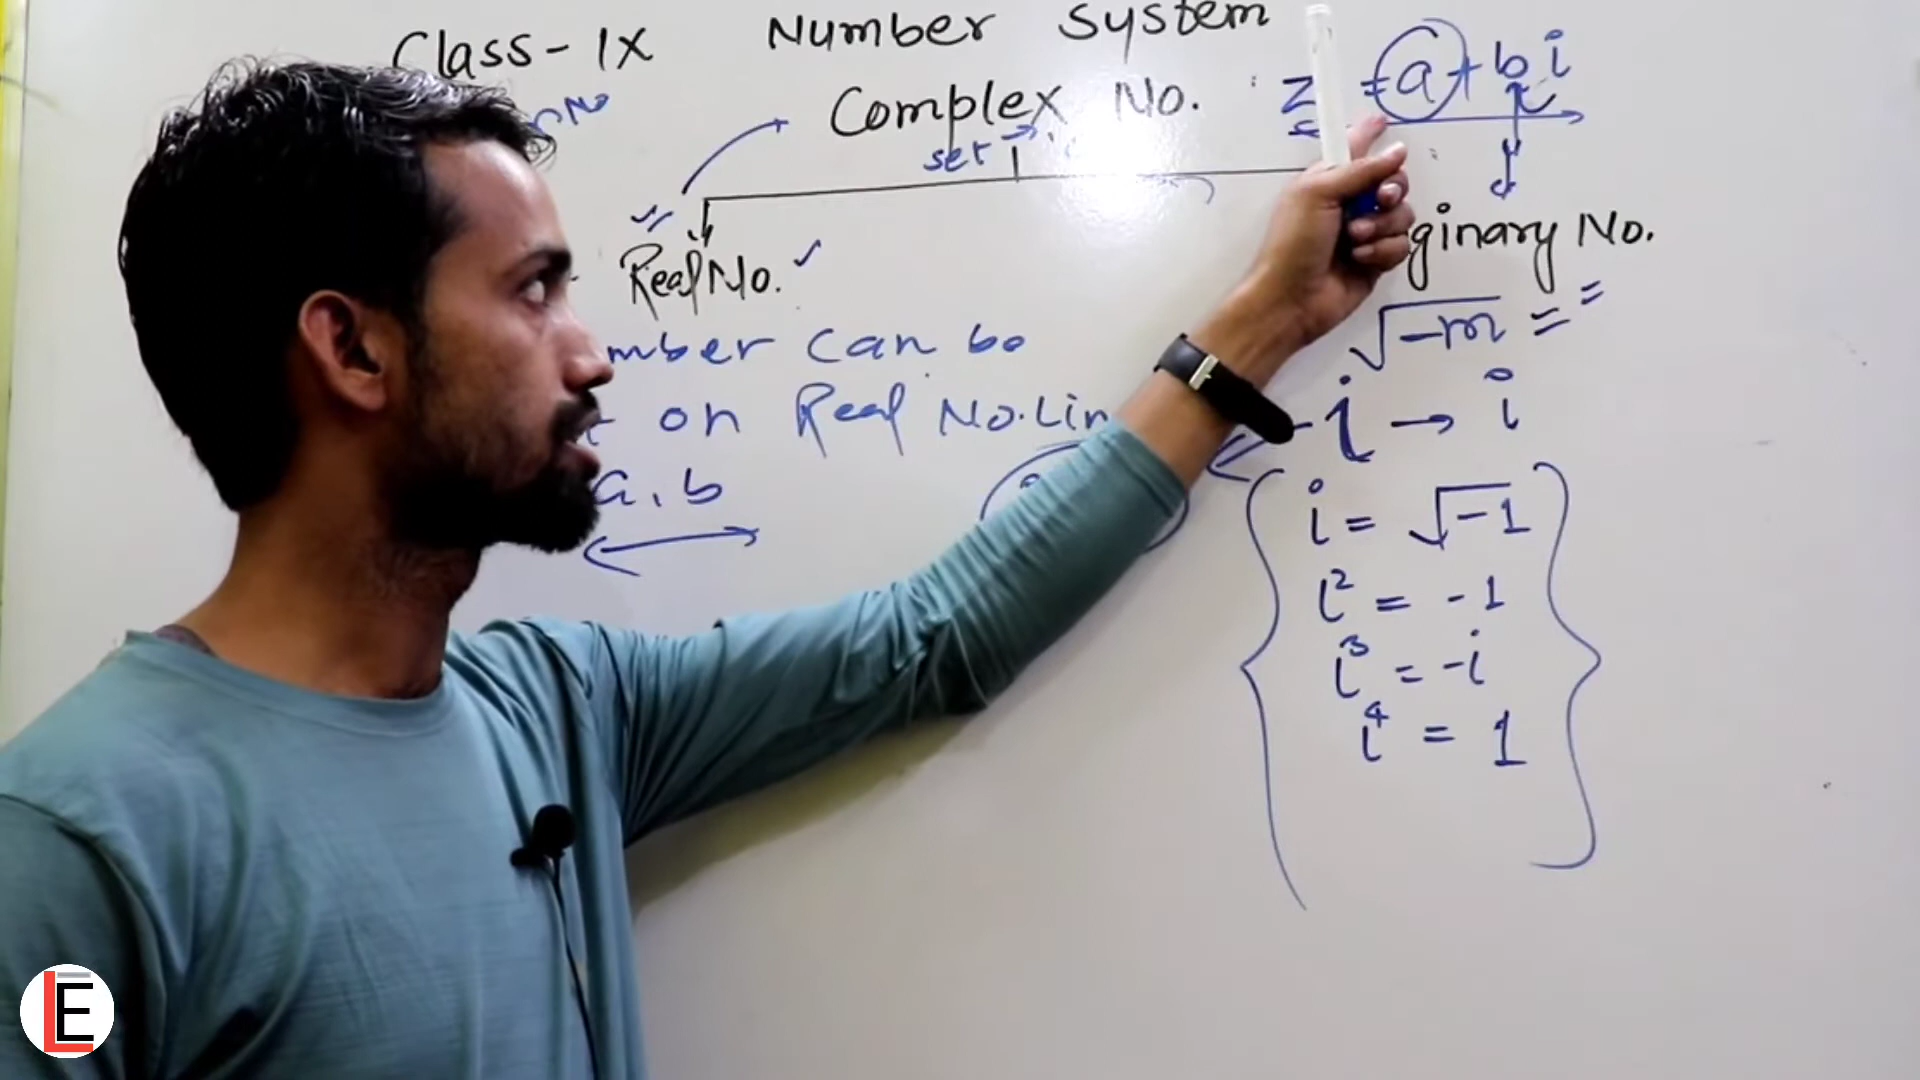 Class-IX Number System
Complex No. : Z = a + bi
set
Real No.
ginary No.
mber can be
√-m =
on Real No.Lin
-i → i
a, b
i = √-1
i² = -1
i³ = -i
i⁴ = 1
LE